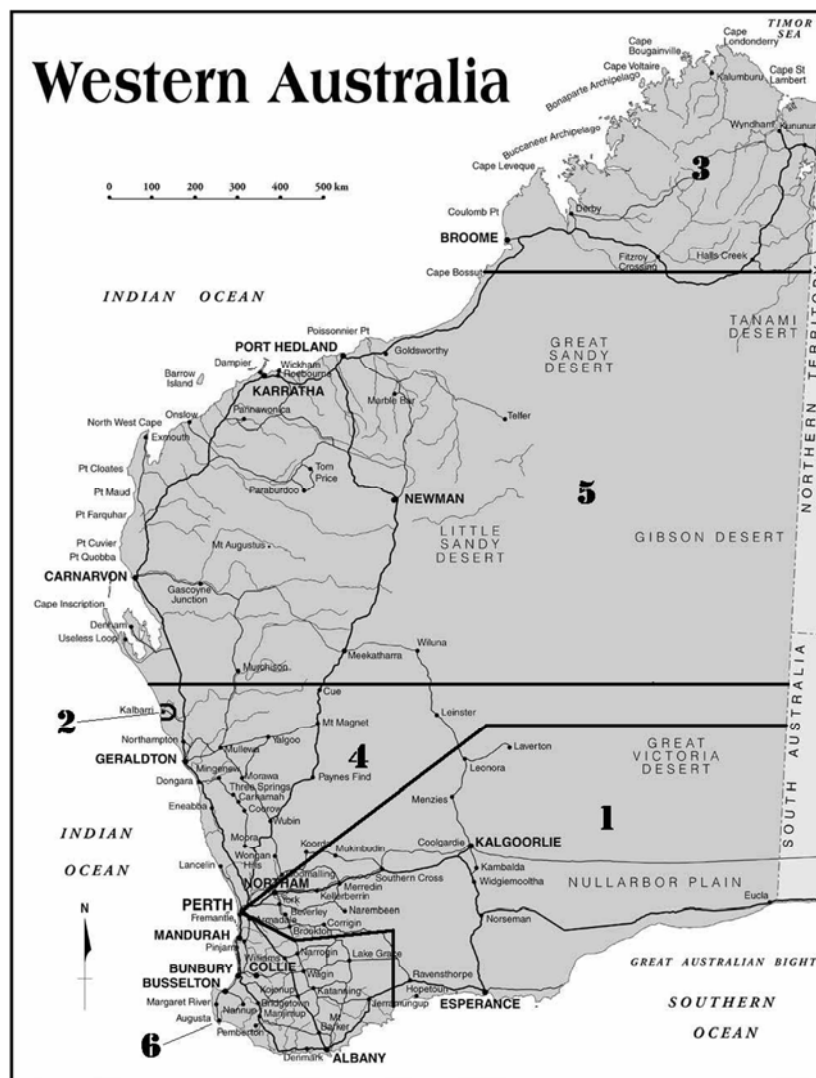 TIMOR
SEA
Cape
Londonderry
Cape
Bougainville
Cape Voltaire
Kalumburu
Cape St
Lambert
Bonaparte Archipelago
Western Australia
Wyndham
Kununurr
Buccaneer Archipelago
Cape Leveque
3
0 100 200 300 400 500 km
Coulomb Pt
Derby
BROOME
Fitzroy
Crossing
Halls Creek
Cape Bossut
INDIAN OCEAN
NORTHERN TERRITORY
TANAMI
DESERT
GREAT
SANDY
DESERT
Poissonnier Pt
PORT HEDLAND
Goldsworthy
Dampier
Wickham
Roebourne
Barrow
Island
KARRATHA
Marble Bar
Onslow
Pannawonica
Telfer
North West Cape
Exmouth
Pt Cloates
Tom
Price
Paraburdoo
Pt Maud
5
NEWMAN
Pt Farquhar
LITTLE
SANDY
DESERT
GIBSON DESERT
Pt Cuvier
Mt Augustus
Pt Quobba
CARNARVON
Gascoyne
Junction
Cape Inscription
Denham
Useless Loop
Wiluna
Meekatharra
Murchison
SOUTH AUSTRALIA
Cue
Kalbarri
2
Leinster
Mt Magnet
Northampton
Yalgoo
Mullewa
4
Laverton
GREAT
VICTORIA
DESERT
GERALDTON
Leonora
Mingenew
Morawa
Paynes Find
Dongara
Three Springs
Carnamah
Menzies
Eneabba
Coorow
Wubin
1
INDIAN
OCEAN
Moora
Koorda
Mukinbudin
Coolgardie
KALGOORLIE
Wongan
Hills
Lancelin
Kambalda
Goomalling
Southern Cross
Widgiemooltha
NULLARBOR PLAIN
NORTHAM
Merredin
Kellerberrin
York
Eucla
PERTH
N
Beverley
Narembeen
Fremantle
Armadale
Norseman
Corrigin
Brookton
MANDURAH
Pinjarra
Narrogin
Williams
Lake Grace
GREAT AUSTRALIAN BIGHT
BUNBURY
COLLIE
Wagin
Ravensthorpe
BUSSELTON
Kojonup
Katanning
Hopetoun
ESPERANCE
SOUTHERN
OCEAN
Margaret River
Bridgetown
Jerramungup
Nannup
Manjimup
Augusta
Mt
Barker
Pemberton
6
Denmark
ALBANY